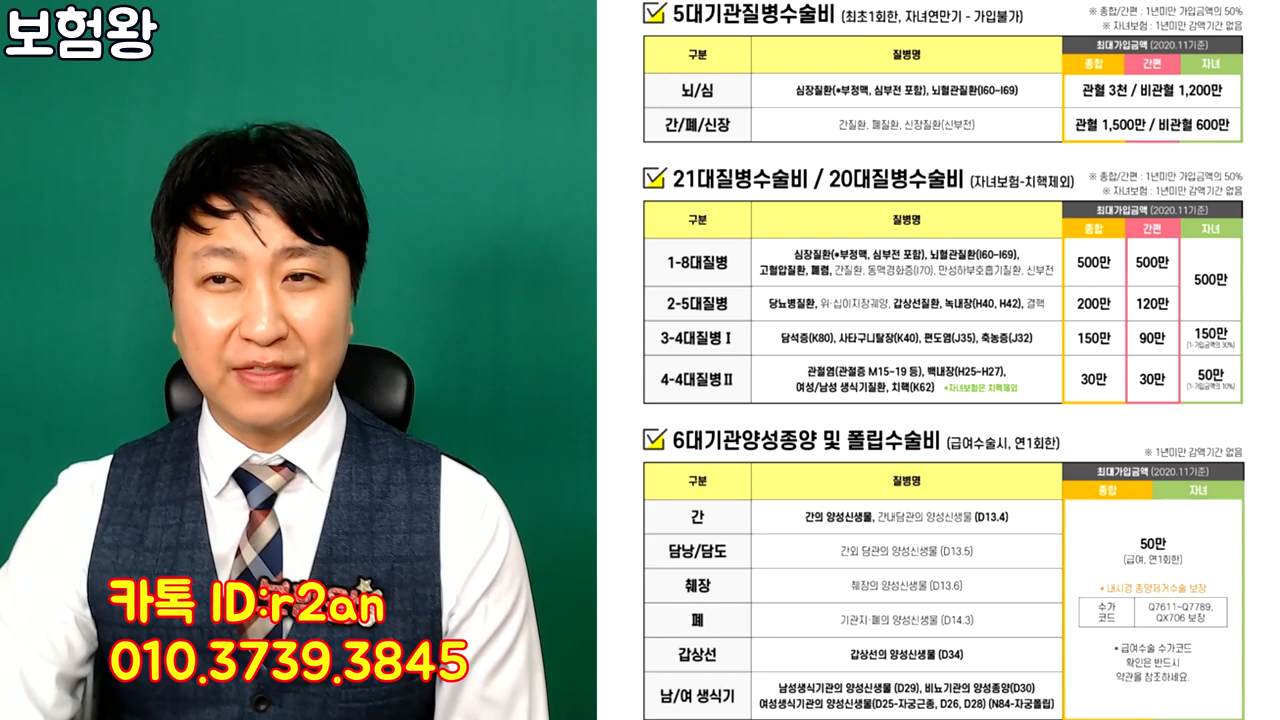 보험왕
카톡 ID:r2an
010.3739.3845
5대기관질병수술비 (최초1회한, 자녀연만기 - 가입불가)
※ 종합/간편 : 1년미만 가입금액의 50%
※ 자녀보험 : 1년미만 감액기간 없음
구분 질병명 최대가입금액 (2020.11기준)
종합 간편 자녀
뇌/심 심장질환(*부정맥, 심부전 포함), 뇌혈관질환(I60~I69) 관혈 3천 / 비관혈 1,200만
간/폐/신장 간질환, 폐질환, 신장질환(신부전) 관혈 1,500만 / 비관혈 600만
21대질병수술비 / 20대질병수술비 (자녀보험-치핵제외)
※ 종합/간편 : 1년미만 가입금액의 50%
※ 자녀보험 : 1년미만 감액기간 없음
구분 질병명 최대가입금액 (2020.11기준)
종합 간편 자녀
1-8대질병 심장질환(*부정맥, 심부전 포함), 뇌혈관질환(I60~I69),
고혈압질환, 폐렴, 간질환, 동맥경화증(I70), 만성하부호흡기질환, 신부전
500만 500만 500만
2-5대질병 당뇨병질환, 위·십이지장궤양, 갑상선질환, 녹내장(H40, H42), 결핵 200만 120만
3-4대질병 Ⅰ 담석증(K80), 사타구니탈장(K40), 편도염(J35), 축농증(J32) 150만 90만 150만
(1-가입금액의 30%)
4-4대질병Ⅱ 관절염(관절증 M15~19 등), 백내장(H25~H27),
여성/남성 생식기질환, 치핵(K62) *자녀보험은 치핵제외
30만 30만 50만
(1-가입금액의 10%)
6대기관양성종양 및 폴립수술비 (급여수술시, 연1회한)
※ 1년미만 감액기간 없음
구분 질병명 최대가입금액 (2020.11기준)
종합 자녀
간 간의 양성신생물, 간내담관의 양성신생물 (D13.4)
담낭/담도 간외 담관의 양성신생물 (D13.5)
췌장 췌장의 양성신생물 (D13.6)
폐 기관지·폐의 양성신생물 (D14.3)
갑상선 갑상선의 양성신생물 (D34)
남/여 생식기 남성생식기관의 양성신생물 (D29), 비뇨기관의 양성종양(D30)
여성생식기관의 양성신생물(D25-자궁근종, D26, D28) (N84-자궁폴립)
50만
(급여, 연1회한)
* 내시경 종양제거수술 보장
수가
코드
Q7611~Q7789,
QX706 보장
* 급여수술 수가코드
확인은 반드시
약관을 참조하세요.